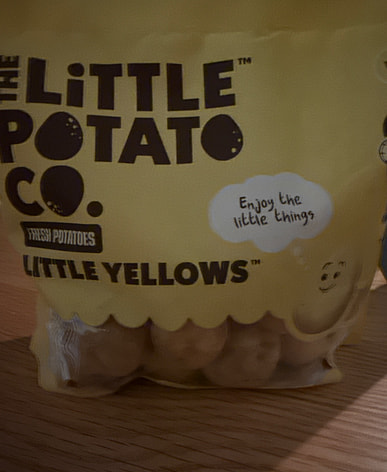 THE
LiTTLE™
POTATO
CO.
FRESH POTATOES
LITTLE YELLOWS™
Enjoy the
little things